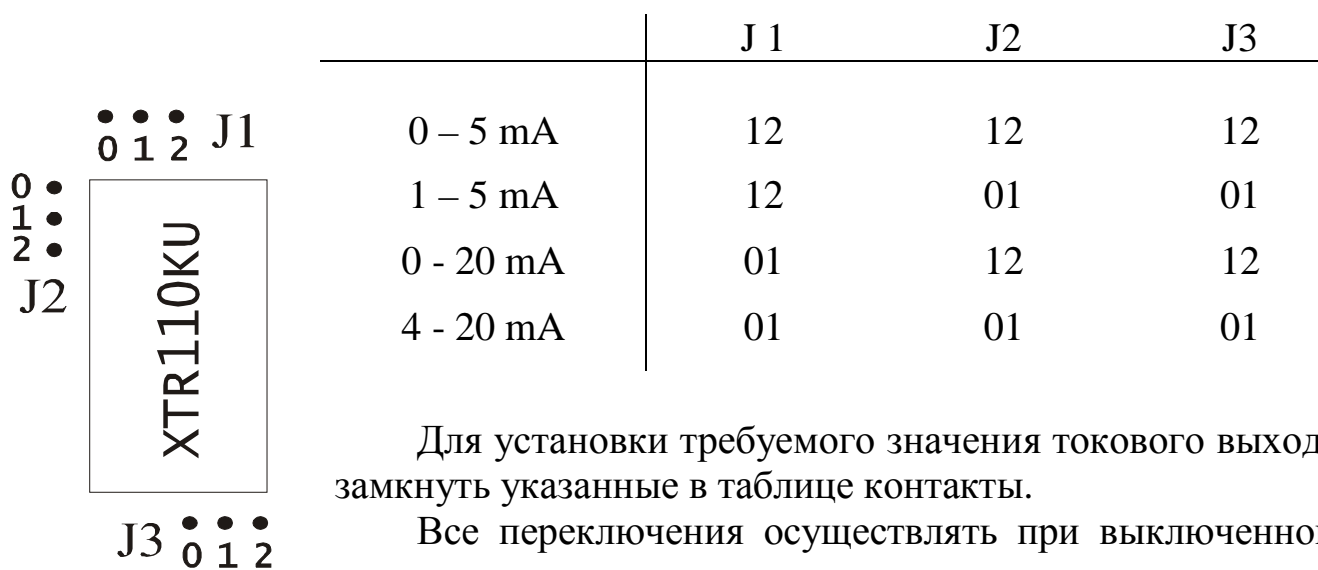 J 1 J2 J3
0 1 2 J1
0 – 5 mA 12 12 12
0
1
2
J2
1 – 5 mA 12 01 01
0 - 20 mA 01 12 12
4 - 20 mA 01 01 01
XTR110KU
Для установки требуемого значения токового выход
замкнуть указанные в таблице контакты.
Все переключения осуществлять при выключенно
J3 0 1 2